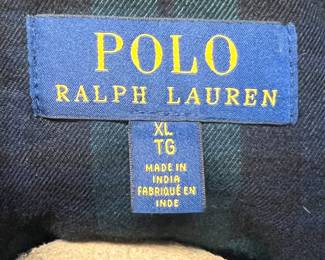 POLO
RALPH LAUREN
XL
TG
MADE IN
INDIA
FABRIQUÉ EN
INDE